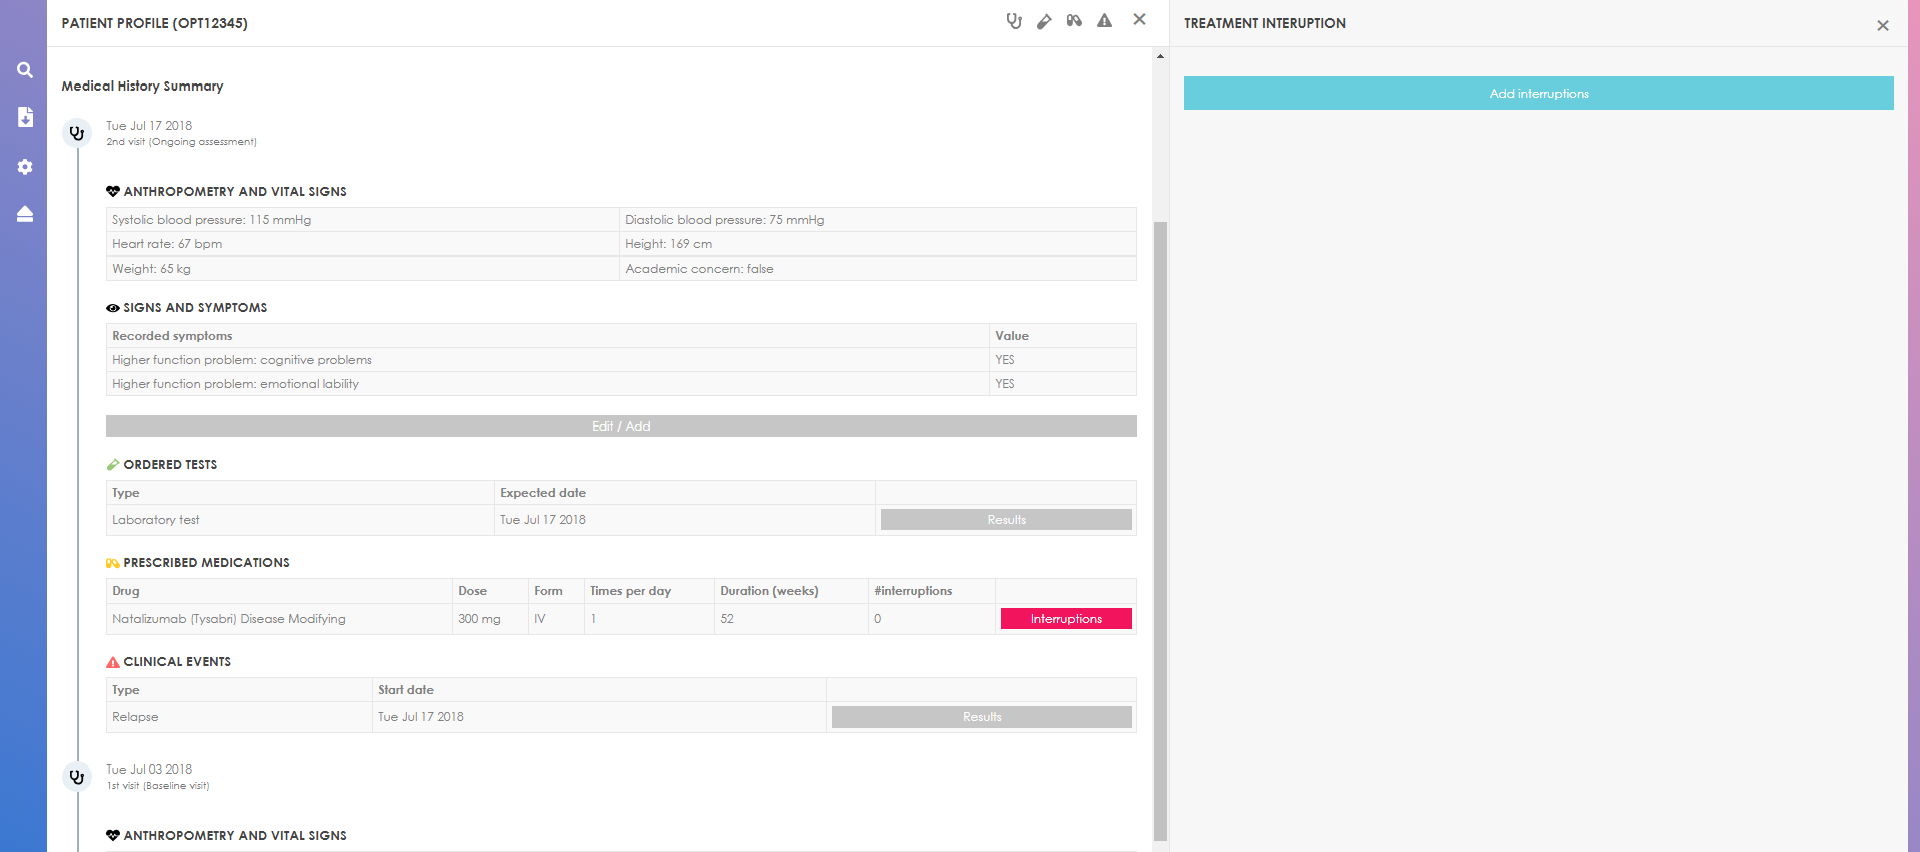 PATIENT PROFILE (OPT12345)
Medical History Summary
Tue Jul 17 2018
2nd visit (Ongoing assessment)
ANTHROPOMETRY AND VITAL SIGNS
Systolic blood pressure: 115 mmHg Diastolic blood pressure: 75 mmHg
Heart rate: 67 bpm Height: 169 cm
Weight: 65 kg Academic concern: false
SIGNS AND SYMPTOMS
Recorded symptoms Value
Higher function problem: cognitive problems YES
Higher function problem: emotional lability YES
Edit / Add
ORDERED TESTS
Type Expected date
Laboratory test Tue Jul 17 2018 Results
PRESCRIBED MEDICATIONS
Drug Dose Form Times per day Duration (weeks) #interruptions
Natalizumab (Tysabri) Disease Modifying 300 mg IV 1 52 0 Interruptions
CLINICAL EVENTS
Type Start date
Relapse Tue Jul 17 2018 Results
Tue Jul 03 2018
1st visit (Baseline visit)
ANTHROPOMETRY AND VITAL SIGNS
TREATMENT INTERUPTION
Add interruptions